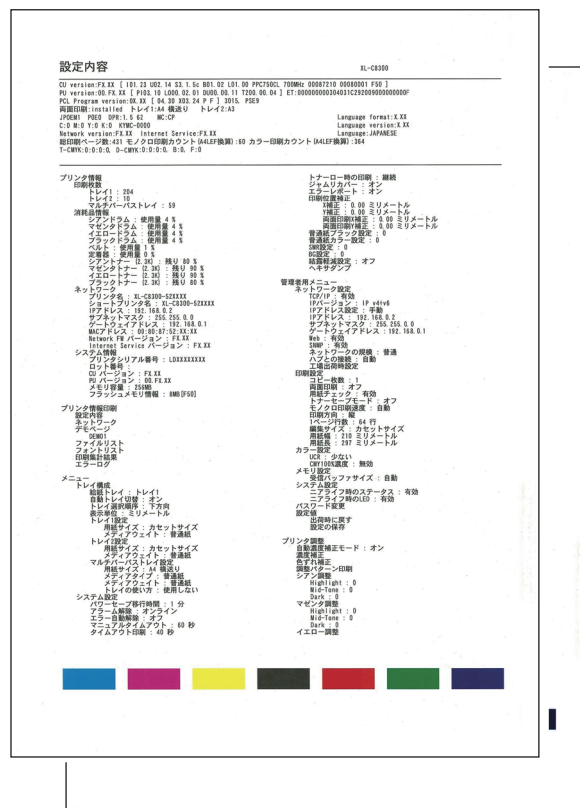 設定内容
XL-C8300
CU version:FX.XX [ I01.23 U02.14 S3.1.5c B01.02 L01.00 PPC750CL 700MHz 00087210 00080001 F50 ]
PU version:00.FX.XX [ PI03.10 L000.02.01 DU00.00.11 T200.00.04 ] ET:000000000304031C292009000000000F
PCL Program version:0X.XX [ 04.30 X03.24 P F ] 3015, PSE9
両面印刷:installed トレイ1:A4 横送り トレイ2:A3
JPOEM1 P0E0 DPR:1.5 62 MC:CP
Language format:X.XX
C:0 M:0 Y:0 K:0 KYMC-0000
Language version:X.XX
Network version:FX.XX Internet Service:FX.XX
Language:JAPANESE
総印刷ページ数:431 モノクロ印刷カウント(A4LEF換算):60 カラー印刷カウント(A4LEF換算):364
T-CMYK:0:0:0:0, D-CMYK:0:0:0:0, B:0, F:0
プリンタ情報
印刷枚数
トレイ1 : 204
トレイ2 : 10
マルチパーパストレイ : 59
消耗品情報
シアンドラム : 使用量 4 %
マゼンタドラム : 使用量 4 %
イエロードラム : 使用量 4 %
ブラックドラム : 使用量 4 %
ベルト : 使用量 1 %
定着器 : 使用量 0 %
シアントナー (2.3K) : 残り 80 %
マゼンタトナー (2.3K) : 残り 90 %
イエロートナー (2.3K) : 残り 90 %
ブラックトナー (2.3K) : 残り 80 %
ネットワーク
プリンタ名 : XL-C8300-52XXXX
ショートプリンタ名 : XL-C8300-52XXXX
IPアドレス : 192.168.0.2
サブネットマスク : 255.255.255.0
ゲートウェイアドレス : 192.168.0.1
MACアドレス : 00:80:87:52:XX:XX
Network FW バージョン : FX.XX
Internet Service バージョン : FX.XX
システム情報
プリンタシリアル番号 : LDXXXXXXXX
ロット番号 :
CU バージョン : FX.XX
PU バージョン : 00.FX.XX
メモリ容量 : 256MB
フラッシュメモリ情報 : 8MB[F50]
プリンタ情報印刷
設定内容
ネットワーク
デモページ
DEMO1
ファイルリスト
フォントリスト
印刷集計結果
エラーログ
メニュー
トレイ構成
給紙トレイ : トレイ1
自動トレイ切替 : オン
トレイ選択順序 : 下方向
表示単位 : ミリメートル
トレイ1設定
用紙サイズ : カセットサイズ
メディアウェイト : 普通紙
トレイ2設定
用紙サイズ : カセットサイズ
メディアウェイト : 普通紙
マルチパーパストレイ設定
用紙サイズ : A4 横送り
メディアタイプ : 普通紙
メディアウェイト : 普通紙
トレイの使い方 : 使用しない
システム設定
パワーセーブ移行時間 : 1 分
アラーム解除 : オンライン
エラー自動解除 : オフ
マニュアルタイムアウト : 60 秒
タイムアウト印刷 : 40 秒
トナーロー時の印刷 : 継続
ジャムリカバー : オン
エラーレポート : オン
印刷位置補正
X補正 : 0.00 ミリメートル
Y補正 : 0.00 ミリメートル
両面印刷X補正 : 0.00 ミリメートル
両面印刷Y補正 : 0.00 ミリメートル
普通紙ブラック設定 : 0
普通紙カラー設定 : 0
SMR設定 : 0
BG設定 : 0
結露軽減設定 : オフ
ヘキサダンプ
管理者用メニュー
ネットワーク設定
TCP/IP : 有効
IPバージョン : IP v4+v6
IPアドレス設定 : 手動
IPアドレス : 192.168.0.2
サブネットマスク : 255.255.255.0
ゲートウェイアドレス : 192.168.0.1
Web : 有効
SNMP : 有効
ネットワークの規模 : 普通
ハブとの接続 : 自動
工場出荷時設定
印刷設定
コピー枚数 : 1
両面印刷 : オフ
用紙チェック : 有効
トナーセーブモード : オフ
モノクロ印刷速度 : 自動
印刷方向 : 縦
1ページ行数 : 64 行
編集サイズ : カセットサイズ
用紙幅 : 210 ミリメートル
用紙長 : 297 ミリメートル
カラー設定
UCR : 少ない
CMY100%濃度 : 無効
メモリ設定
受信バッファサイズ : 自動
システム設定
ニアライフ時のステータス : 有効
ニアライフ時のLED : 有効
パスワード変更
設定値
出荷時に戻す
設定の保存
プリンタ調整
自動濃度補正モード : オン
濃度補正
色ずれ補正
調整パターン印刷
シアン調整
Highlight : 0
Mid-Tone : 0
Dark : 0
マゼンタ調整
Highlight : 0
Mid-Tone : 0
Dark : 0
イエロー調整